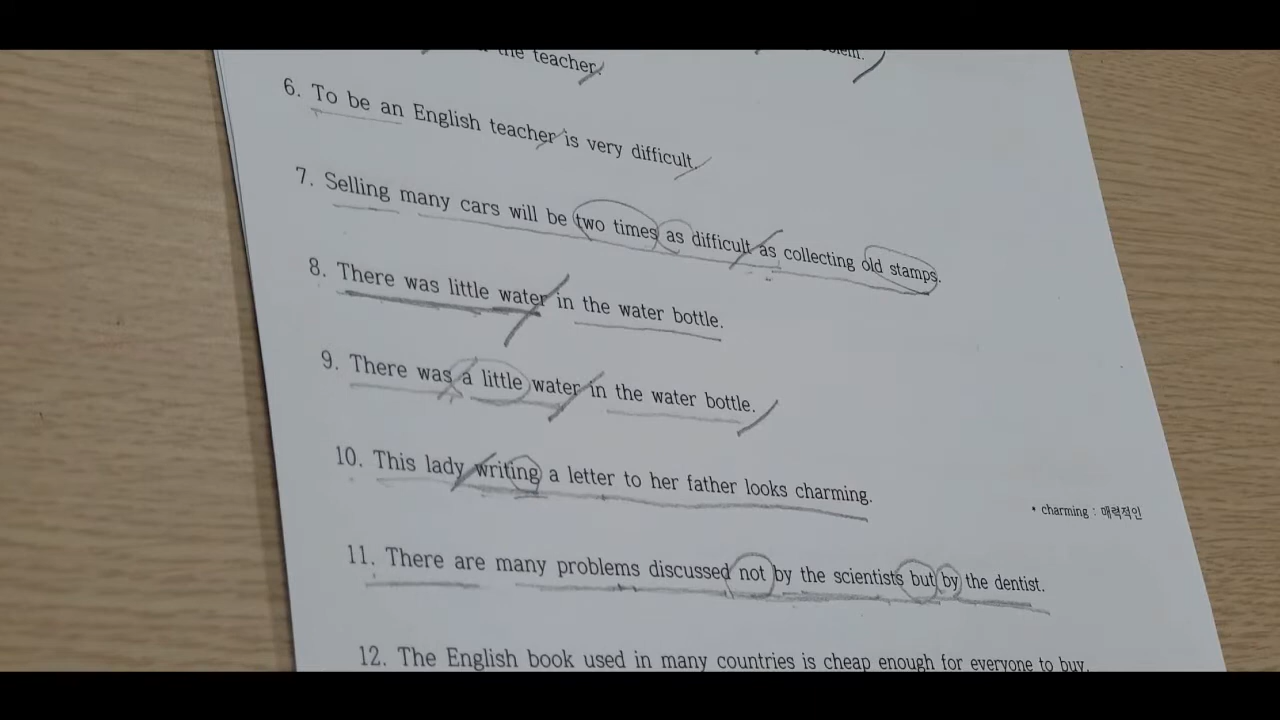 the teacher.
6. To be an English teacher is very difficult.
7. Selling many cars will be two times as difficult as collecting old stamps.
8. There was little water in the water bottle.
9. There was a little water in the water bottle.
10. This lady writing a letter to her father looks charming.
* charming : 매력적인
11. There are many problems discussed not by the scientists but by the dentist.
12. The English book used in many countries is cheap enough for everyone to buy.